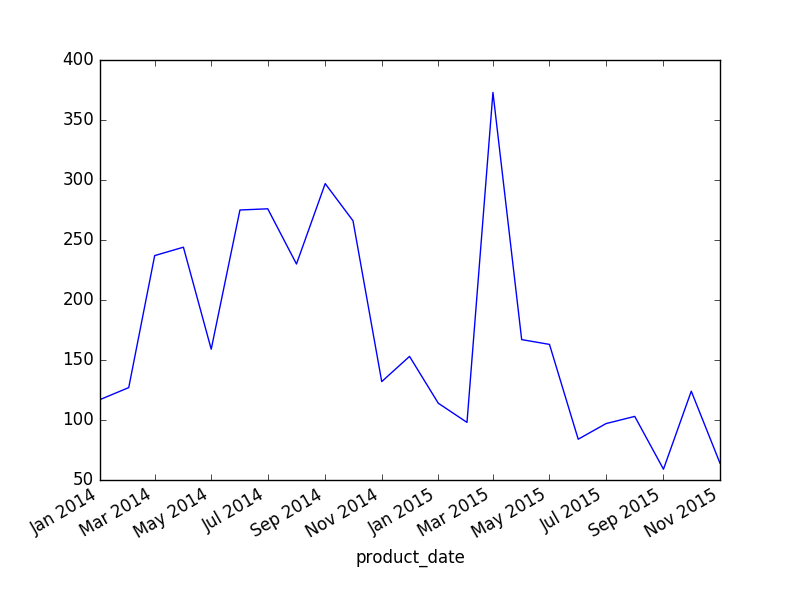 400
350
300
250
200
150
100
50
Jan 2014
Mar 2014
May 2014
Jul 2014
Sep 2014
Nov 2014
Jan 2015
Mar 2015
May 2015
Jul 2015
Sep 2015
Nov 2015
product_date